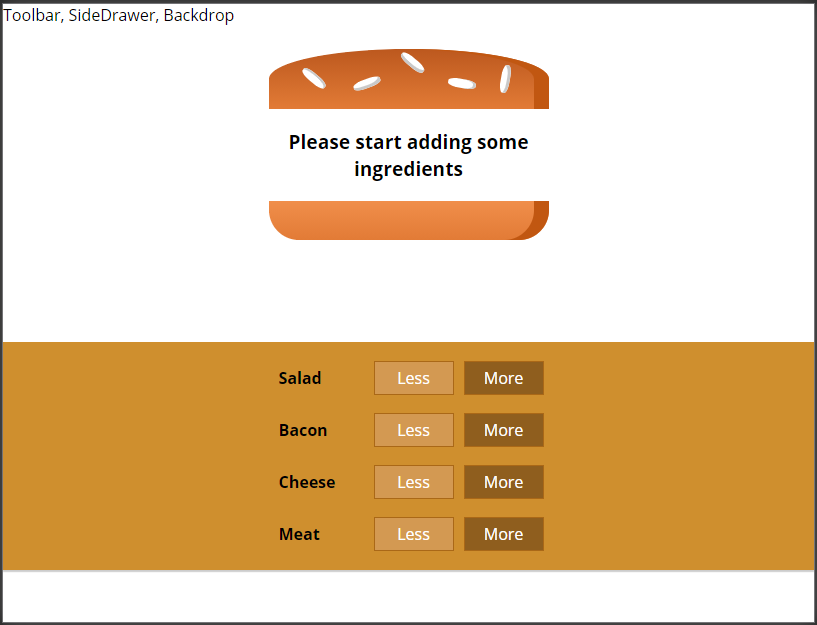 Toolbar, SideDrawer, Backdrop
Please start adding some
ingredients
Salad Less More
Bacon Less More
Cheese Less More
Meat Less More